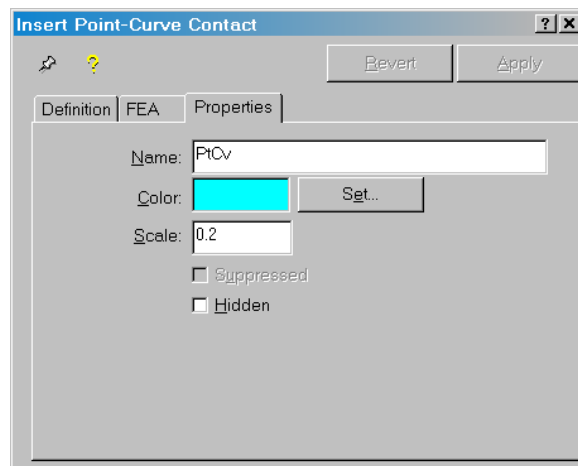 Insert Point-Curve Contact
Revert Apply
Definition FEA Properties
Name: PtCv
Color: Set...
Scale: 0.2
Suppressed
Hidden